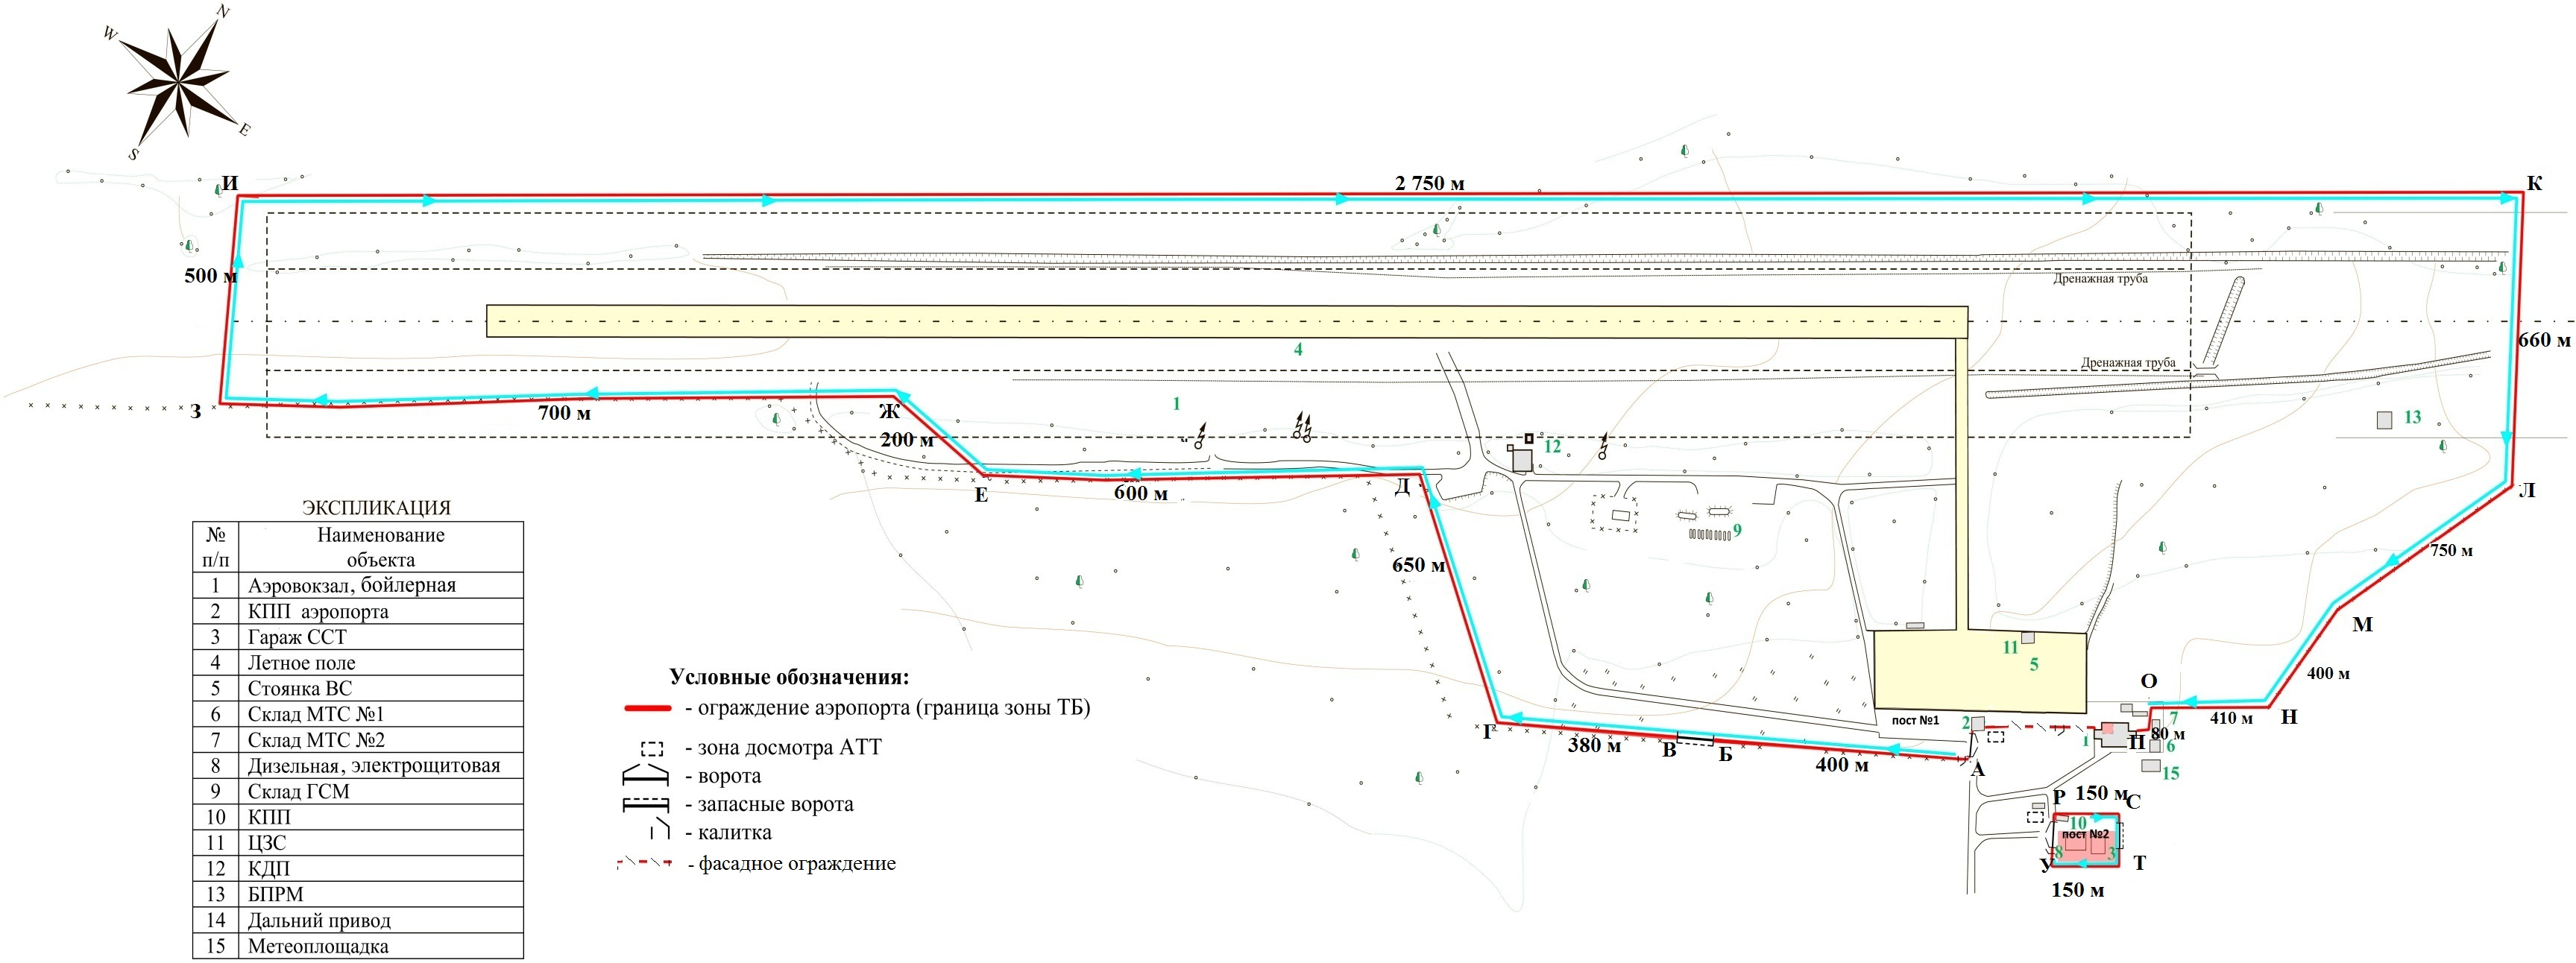 N
W
E
S
И
2 750 м
К
500 м
Дренажная труба
660 м
4
Дренажная труба
З
700 м
Ж
1
13
200 м
12
Е
600 м
Д
Л
9
ЭКСПЛИКАЦИЯ
№ п/п Наименование объекта
1 Аэровокзал, бойлерная
2 КПП аэропорта
3 Гараж ССТ
4 Летное поле
5 Стоянка ВС
6 Склад МТС №1
7 Склад МТС №2
8 Дизельная, электрощитовая
9 Склад ГСМ
10 КПП
11 ЦЗС
12 КДП
13 БПРМ
14 Дальний привод
15 Метеоплощадка
Условные обозначения:
- ограждение аэропорта (граница зоны ТБ)
- зона досмотра АТТ
- ворота
- запасные ворота
- калитка
- фасадное ограждение
650 м
750 м
М
11
5
400 м
О
Г
380 м
В
Б
400 м
А
пост №1
2
1
П
80 м
7
6
15
410 м
Н
Р
150 м
С
10
пост №2
8
3
У
Т
150 м